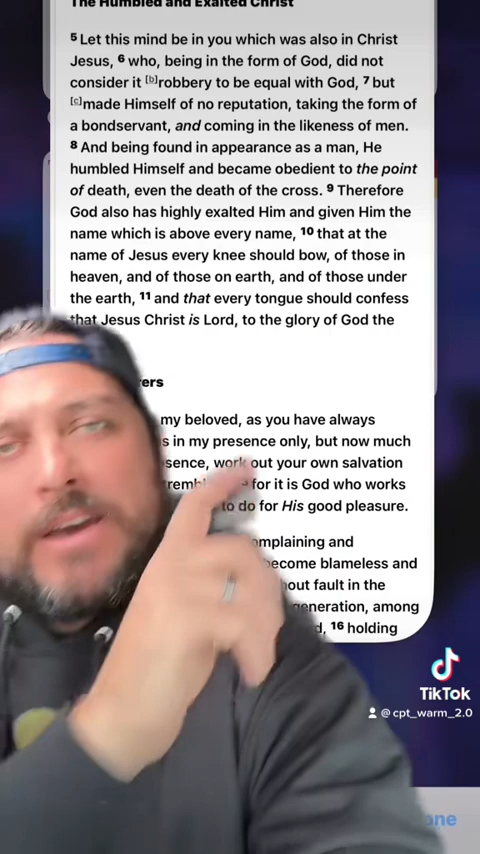 The Humbled and Exalted Christ
5 Let this mind be in you which was also in Christ
Jesus, 6 who, being in the form of God, did not
consider it [b]robbery to be equal with God, 7 but
[c]made Himself of no reputation, taking the form of
a bondservant, and coming in the likeness of men.
8 And being found in appearance as a man, He
humbled Himself and became obedient to the point
of death, even the death of the cross. 9 Therefore
God also has highly exalted Him and given Him the
name which is above every name, 10 that at the
name of Jesus every knee should bow, of those in
heaven, and of those on earth, and of those under
the earth, 11 and that every tongue should confess
that Jesus Christ is Lord, to the glory of God the
my beloved, as you have always
in my presence only, but now much
work out your own salvation
for it is God who works
to do for His good pleasure.
and
become blameless and
fault in the
generation, among
16 holding
TikTok
@cpt_warm_2.0